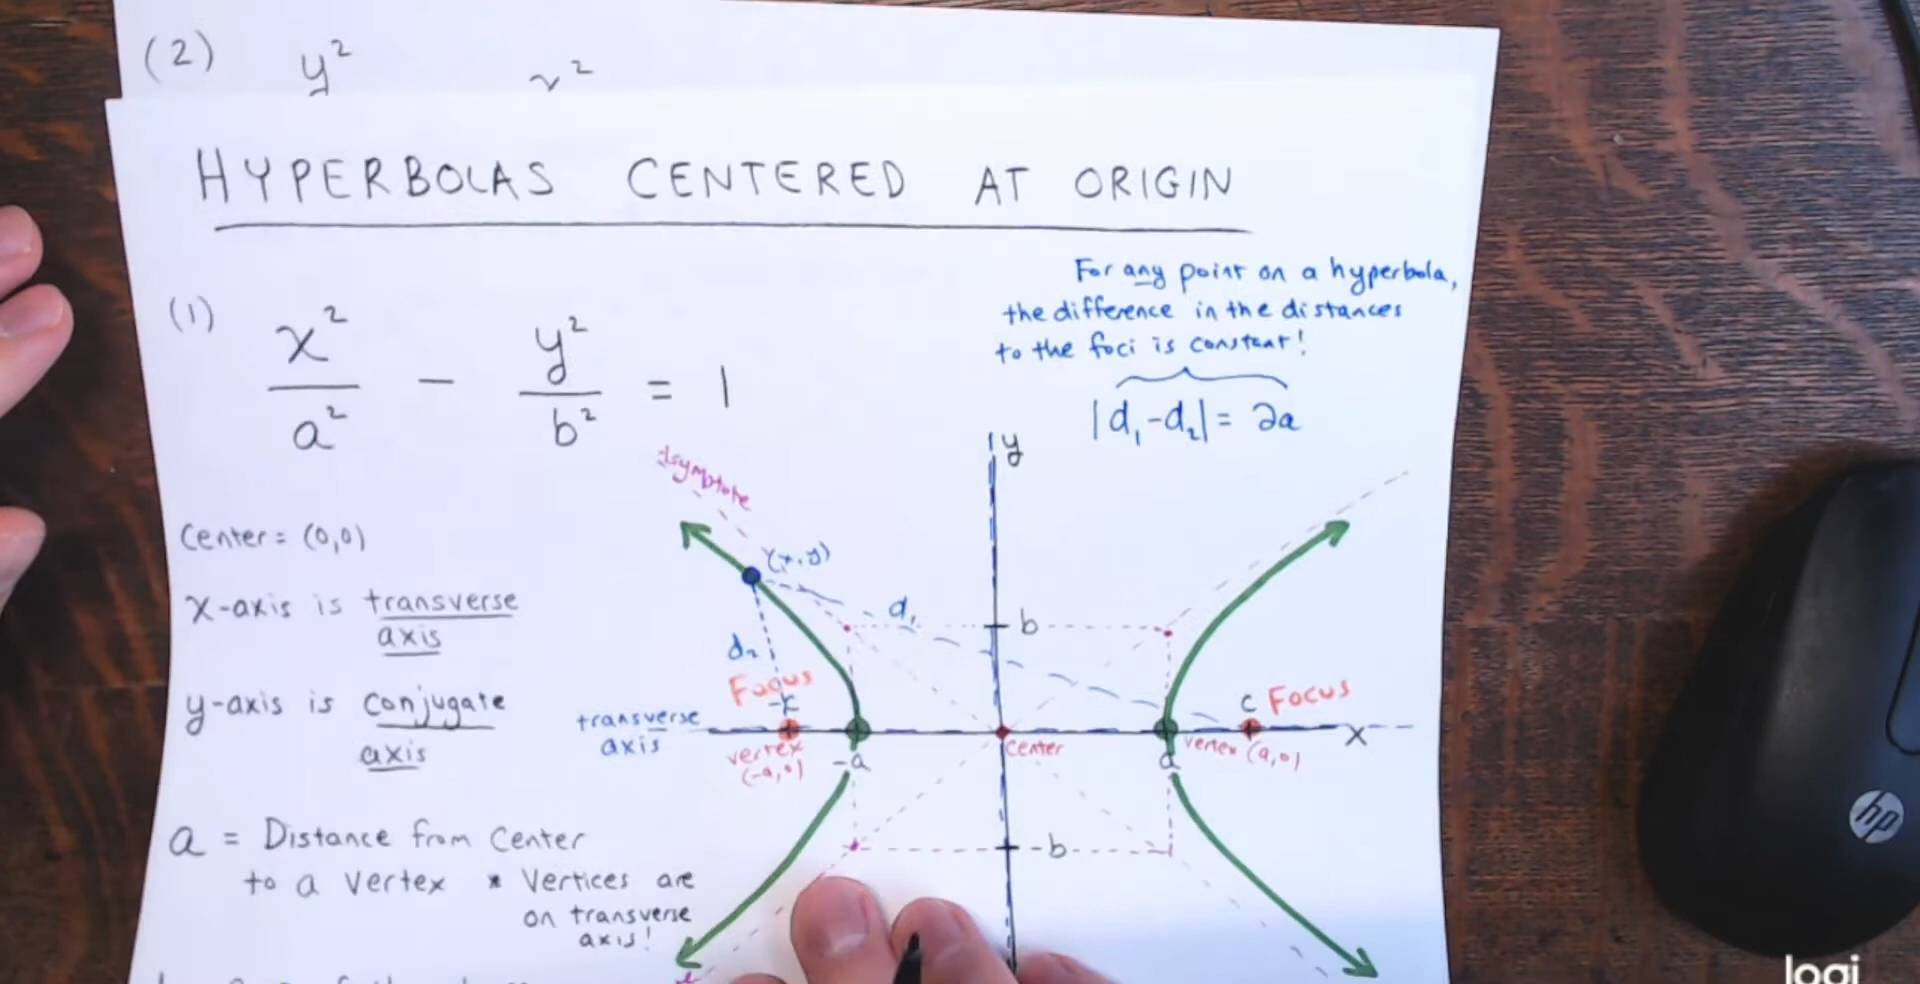 (2) y² x²
HYPERBOLAS CENTERED AT ORIGIN
For any point on a hyperbola,
the difference in the distances
to the foci is constant!
|d₁-d₂| = 2a
(1) x²/a² - y²/b² = 1
y
Asymptote
Center = (0,0)
(x,y)
x-axis is transverse
axis
d₁
b
d₂
Focus
-c
c Focus
y-axis is conjugate
axis
transverse
axis
vertex
(-a,0)
-a
center
a
vertex (a,0)
x
a = Distance from center
to a vertex * Vertices are
on transverse
axis!
-b
hp
logi